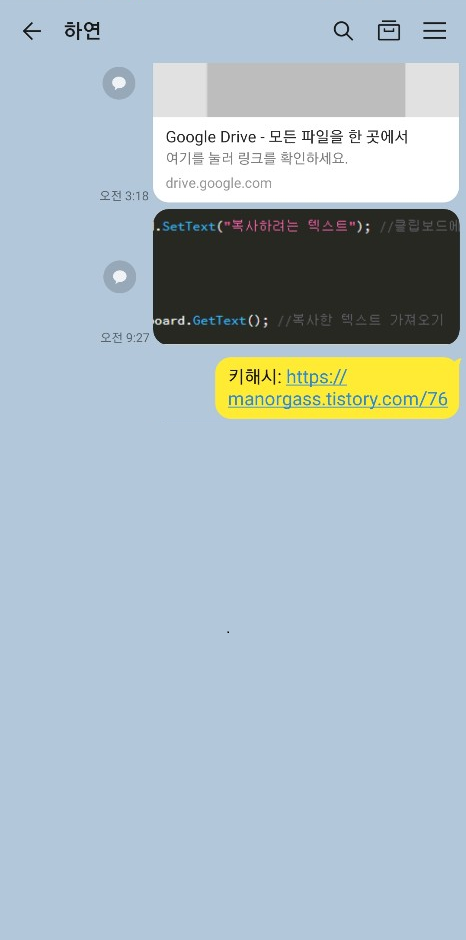 하연
Google Drive - 모든 파일을 한 곳에서
여기를 눌러 링크를 확인하세요.
drive.google.com
오전 3:18
.SetText("복사하려는 텍스트"); //클립보드에
oard.GetText(); //복사한 텍스트 가져오기
오전 9:27
키해시: https://
manorgass.tistory.com/76